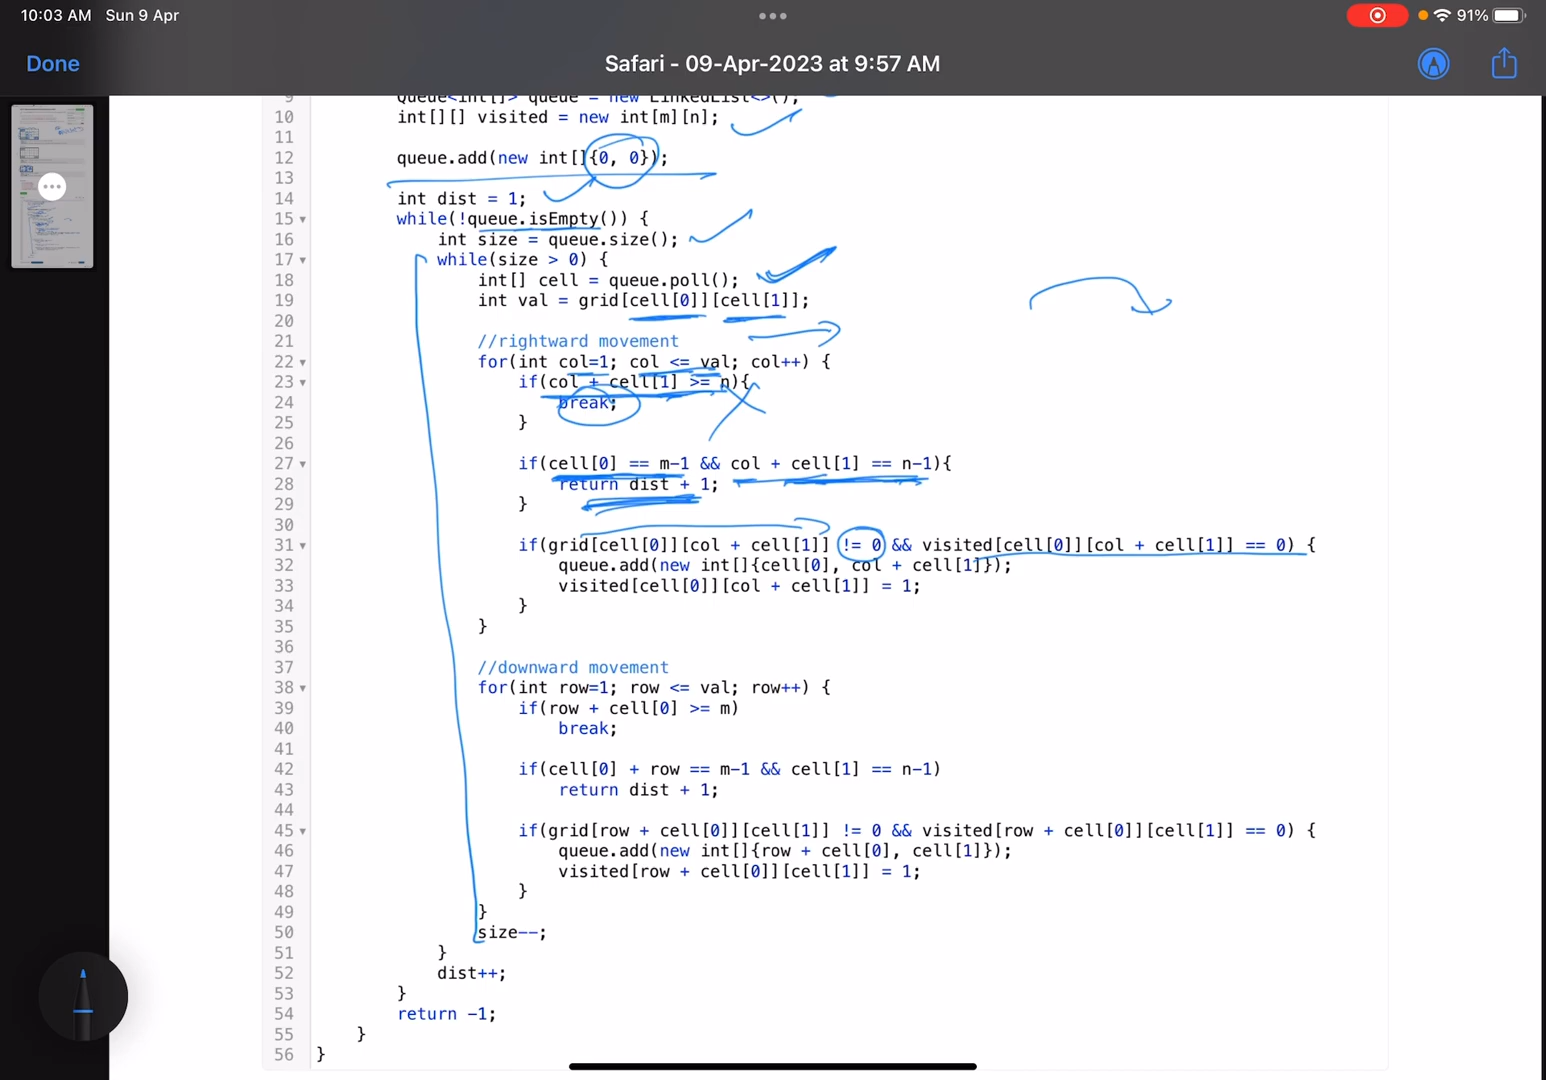 10:03 AM Sun 9 Apr
91%
Done
Safari - 09-Apr-2023 at 9:57 AM
9 Queue<int[]> queue = new LinkedList<>();
10 int[][] visited = new int[m][n];
11
12 queue.add(new int[]{0, 0});
13
14 int dist = 1;
15 while(!queue.isEmpty()) {
16 int size = queue.size();
17 while(size > 0) {
18 int[] cell = queue.poll();
19 int val = grid[cell[0]][cell[1]];
20
21 //rightward movement
22 for(int col=1; col <= val; col++) {
23 if(col + cell[1] >= n){
24 break;
25 }
26
27 if(cell[0] == m-1 && col + cell[1] == n-1){
28 return dist + 1;
29 }
30
31 if(grid[cell[0]][col + cell[1]] != 0 && visited[cell[0]][col + cell[1]] == 0) {
32 queue.add(new int[]{cell[0], col + cell[1]});
33 visited[cell[0]][col + cell[1]] = 1;
34 }
35 }
36
37 //downward movement
38 for(int row=1; row <= val; row++) {
39 if(row + cell[0] >= m)
40 break;
41
42 if(cell[0] + row == m-1 && cell[1] == n-1)
43 return dist + 1;
44
45 if(grid[row + cell[0]][cell[1]] != 0 && visited[row + cell[0]][cell[1]] == 0) {
46 queue.add(new int[]{row + cell[0], cell[1]});
47 visited[row + cell[0]][cell[1]] = 1;
48 }
49 }
50 size--;
51 }
52 dist++;
53 }
54 return -1;
55 }
56 }